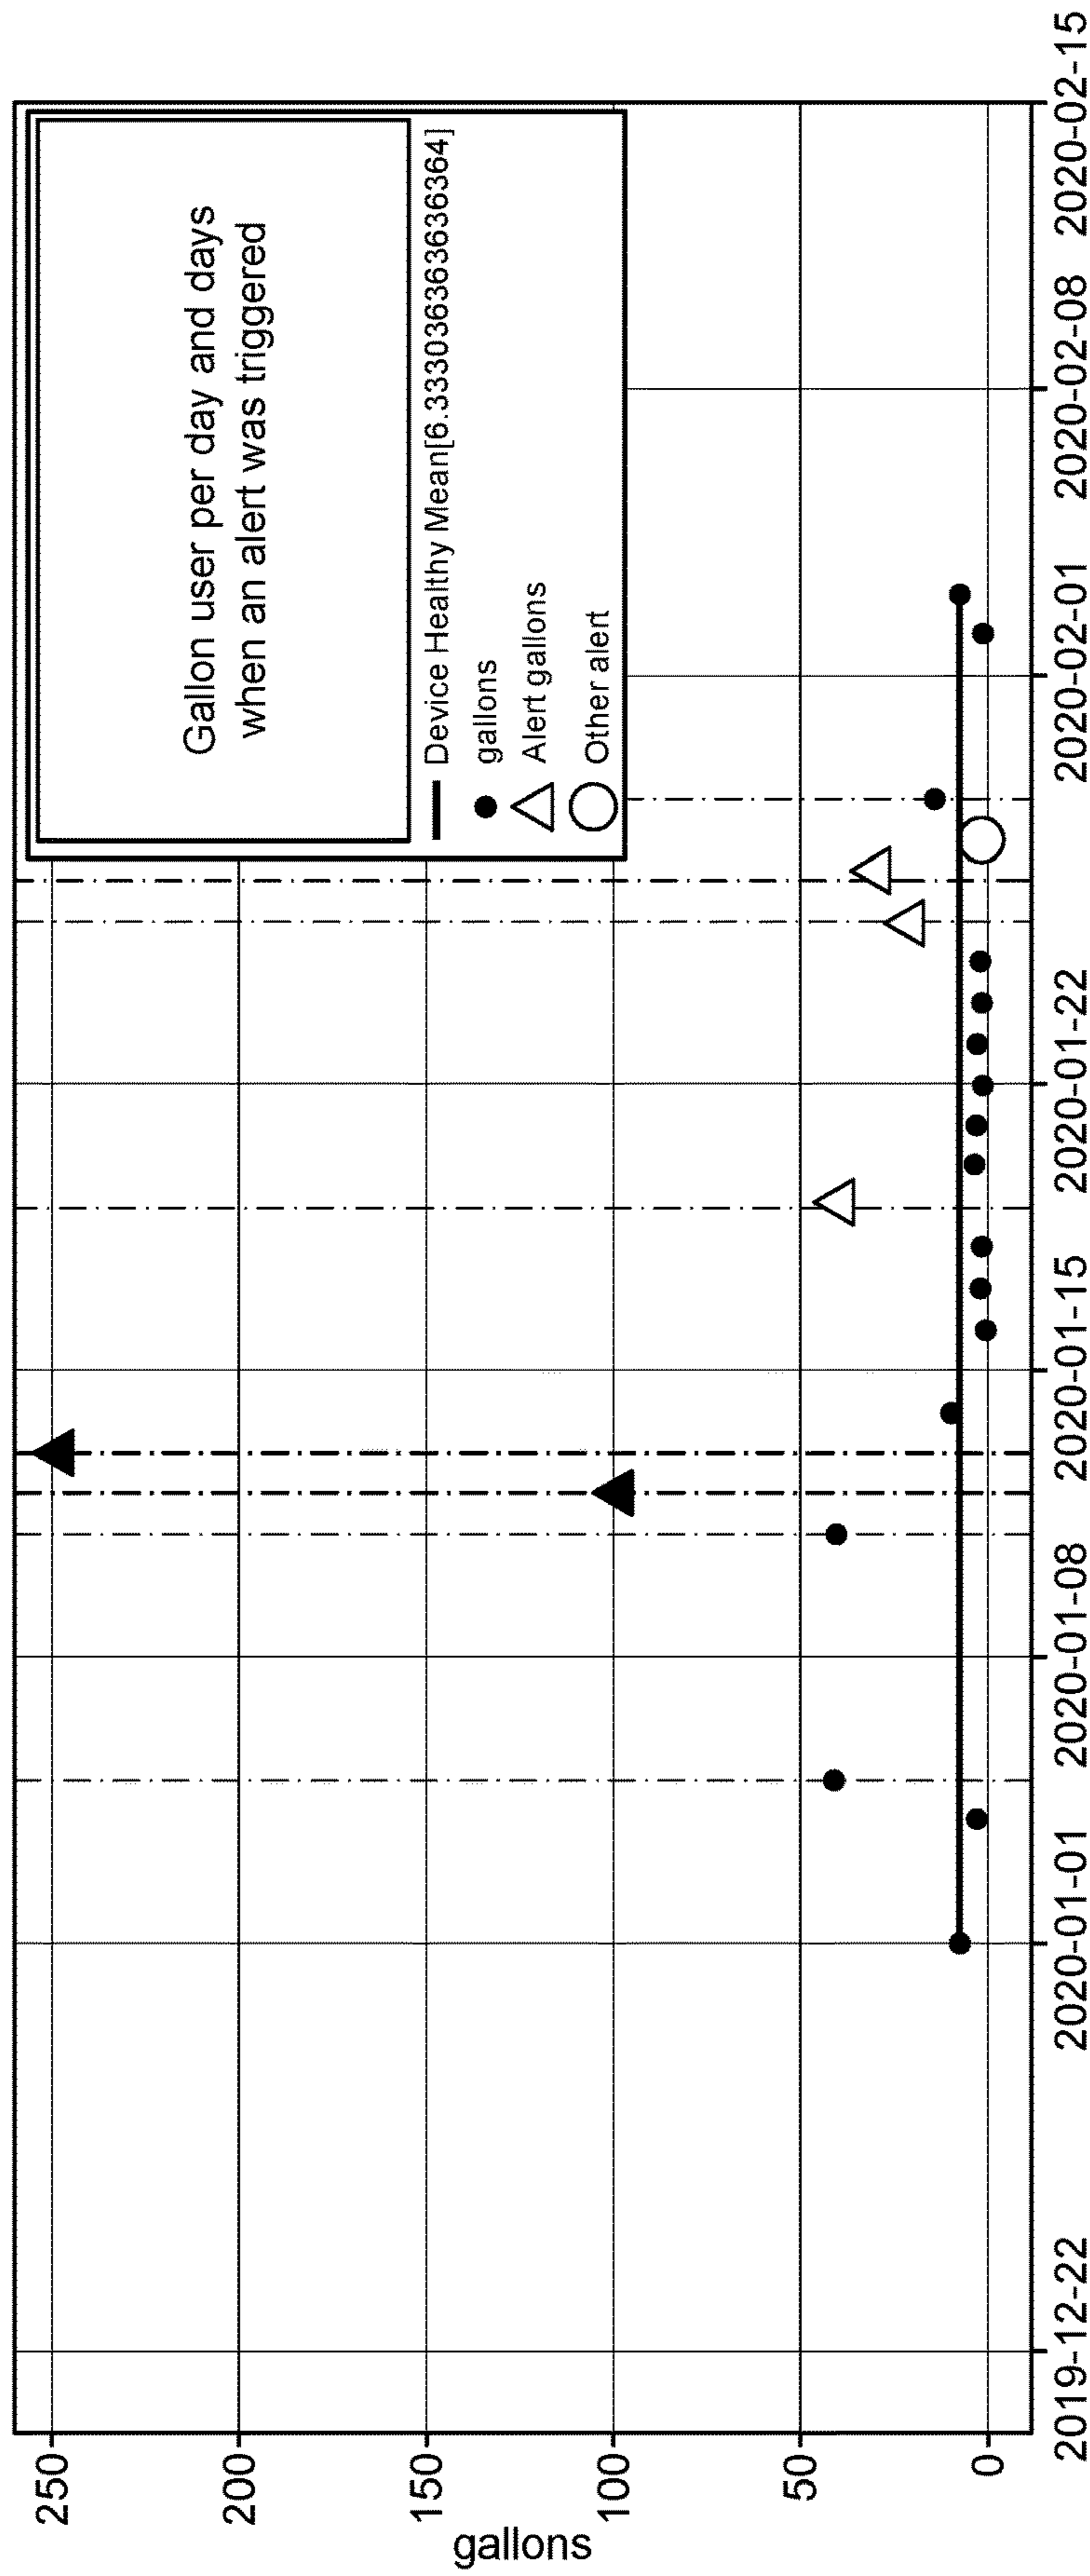 Gallon user per day and days
when an alert was triggered
Device Healthy Mean[6.333036363636364]
gallons
Alert gallons
Other alert
250
200
150
100
50
0
gallons
2019-12-22
2020-01-01
2020-01-08
2020-01-15
2020-01-22
2020-02-01
2020-02-08
2020-02-15